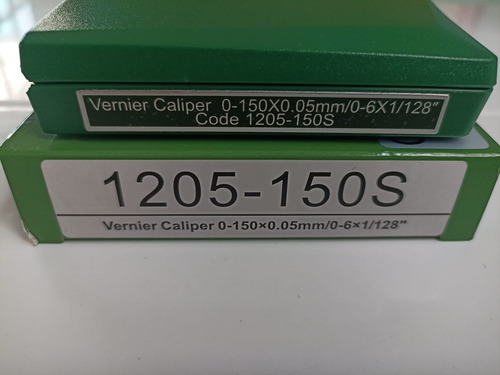 Vernier Caliper 0-150X0.05mm/0-6X1/128"
Code 1205-150S
1205-150S
Vernier Caliper 0-150×0.05mm/0-6×1/128"